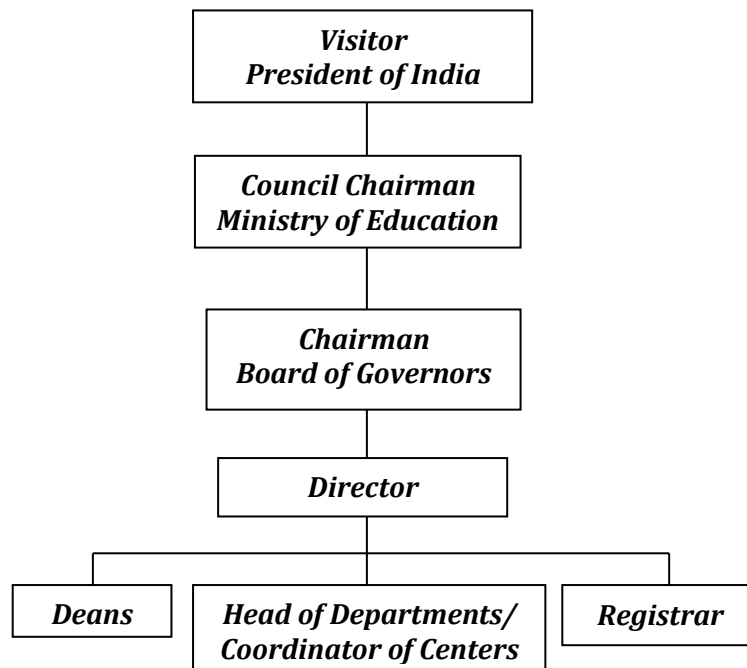 Visitor
President of India
Council Chairman
Ministry of Education
Chairman
Board of Governors
Director
Deans
Head of Departments/
Coordinator of Centers
Registrar